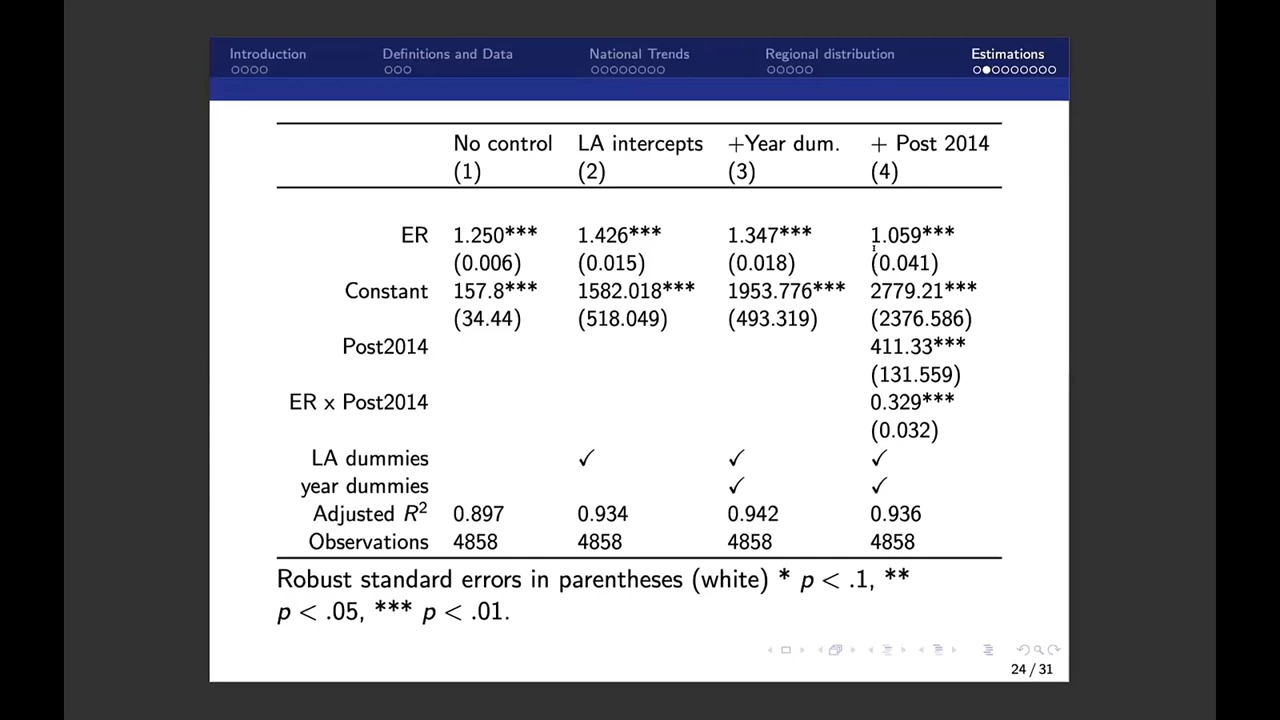 Introduction Definitions and Data National Trends Regional distribution Estimations
No control LA intercepts +Year dum. + Post 2014
(1) (2) (3) (4)
ER 1.250*** 1.426*** 1.347*** 1.059***
(0.006) (0.015) (0.018) (0.041)
Constant 157.8*** 1582.018*** 1953.776*** 2779.21***
(34.44) (518.049) (493.319) (2376.586)
Post2014 411.33***
(131.559)
ER x Post2014 0.329***
(0.032)
LA dummies ✓ ✓ ✓
year dummies ✓ ✓
Adjusted R² 0.897 0.934 0.942 0.936
Observations 4858 4858 4858 4858
Robust standard errors in parentheses (white) * p < .1, **
p < .05, *** p < .01.
24 / 31